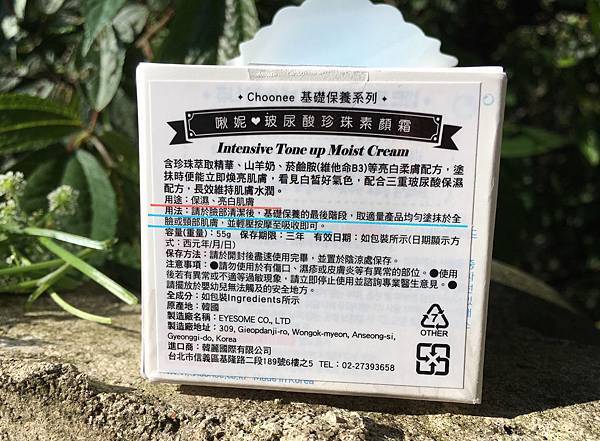 ✦ Choonee 基礎保養系列 ✦
啾妮♥玻尿酸珍珠素顏霜
Intensive Tone up Moist Cream
含珍珠萃取精華、山羊奶、菸鹼胺(維他命B3)等亮白柔膚配方，塗
抹時便能立即煥亮肌膚，看見白皙好氣色，配合三重玻尿酸保濕
配方，長效維持肌膚水潤。
用途：保濕、亮白肌膚
用法：請於臉部清潔後，基礎保養的最後階段，取適量產品均勻塗抹於全
臉或頸部肌膚，並輕壓按摩至吸收即可。
容量(重量)：55g 保存期限：三年 有效日期：如包裝所示(日期顯示方
式：西元年/月/日)
保存方法：請於開封後盡速使用完畢，並置於陰涼處保存。
注意事項：●請勿使用於有傷口、濕疹或皮膚炎等有異常的部位。●使用
後若有異常或不適等過敏現象，請立即停止使用並諮詢專業醫生意見。●
請擺放於嬰幼兒無法觸及的安全地方。
全成分：如包裝Ingredients所示
原產地：韓國
製造廠名稱：EYESOME CO., LTD
製造廠地址：309, Gieopdanji-ro, Wongok-myeon, Anseong-si,
Gyeonggi-do, Korea
進口商：韓麗國際有限公司
台北市信義區基隆路二段189號6樓之5 TEL：02-27393658
7
OTHER
Made in Korea